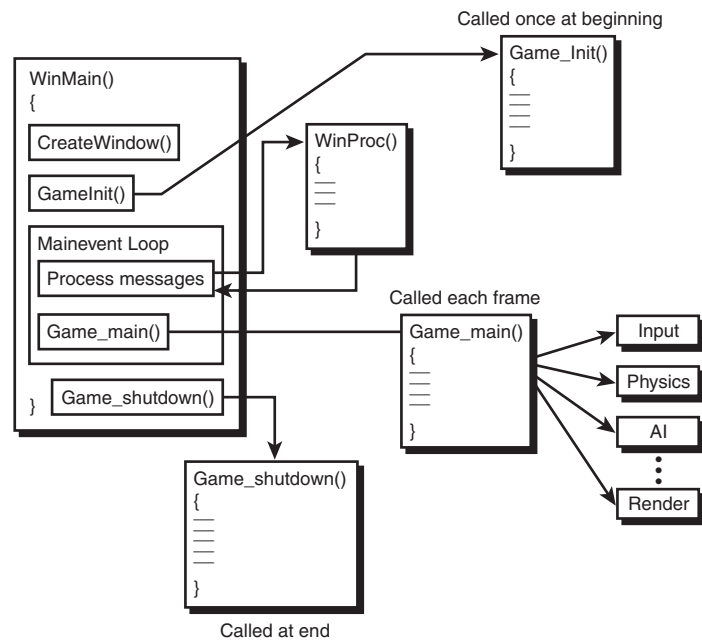 Called once at beginning
Game_Init()
{
}
WinMain()
{
CreateWindow()
GameInit()
Mainevent Loop
Process messages
Game_main()
Game_shutdown()
}
WinProc()
{
}
Called each frame
Game_main()
{
}
Input
Physics
AI
Render
Game_shutdown()
{
}
Called at end